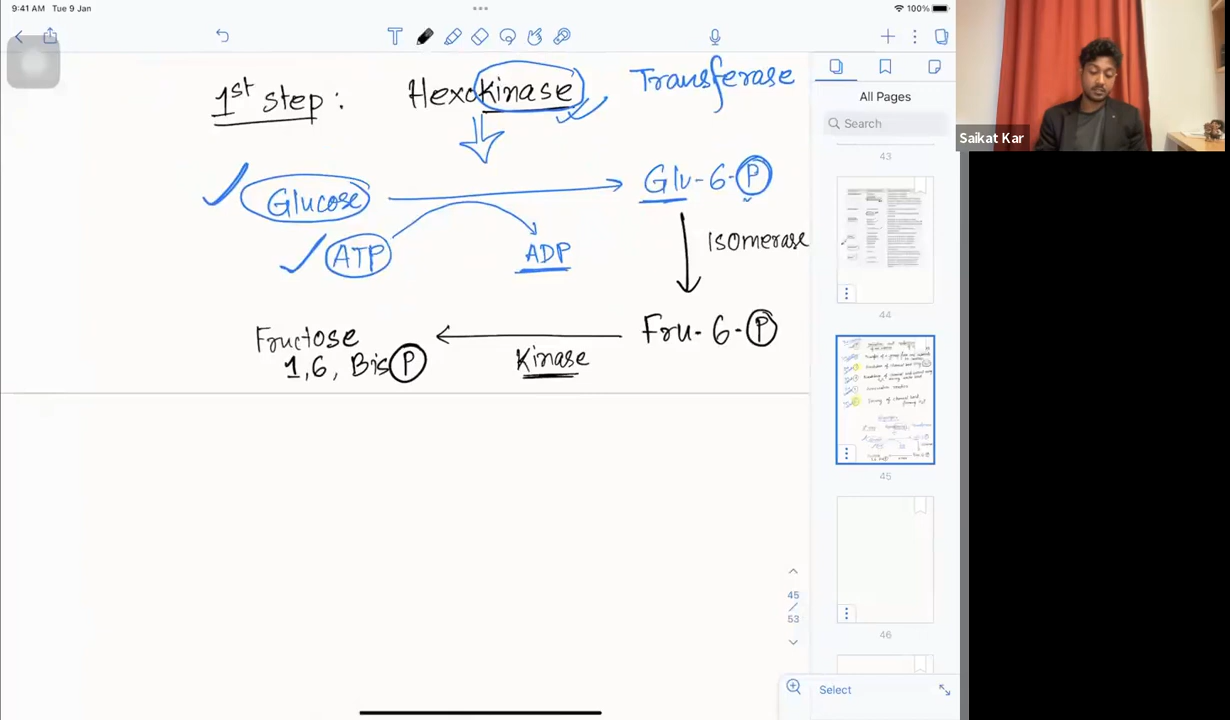 9:41 AM Tue 9 Jan
100%
1st step :
Hexokinase
Transferase
Glucose
Glu-6-P
ATP
ADP
Isomerase
Fructose
1,6, Bis P
Kinase
Fru-6-P
All Pages
Search
43
44
45
46
45
/
53
Select
Saikat Kar